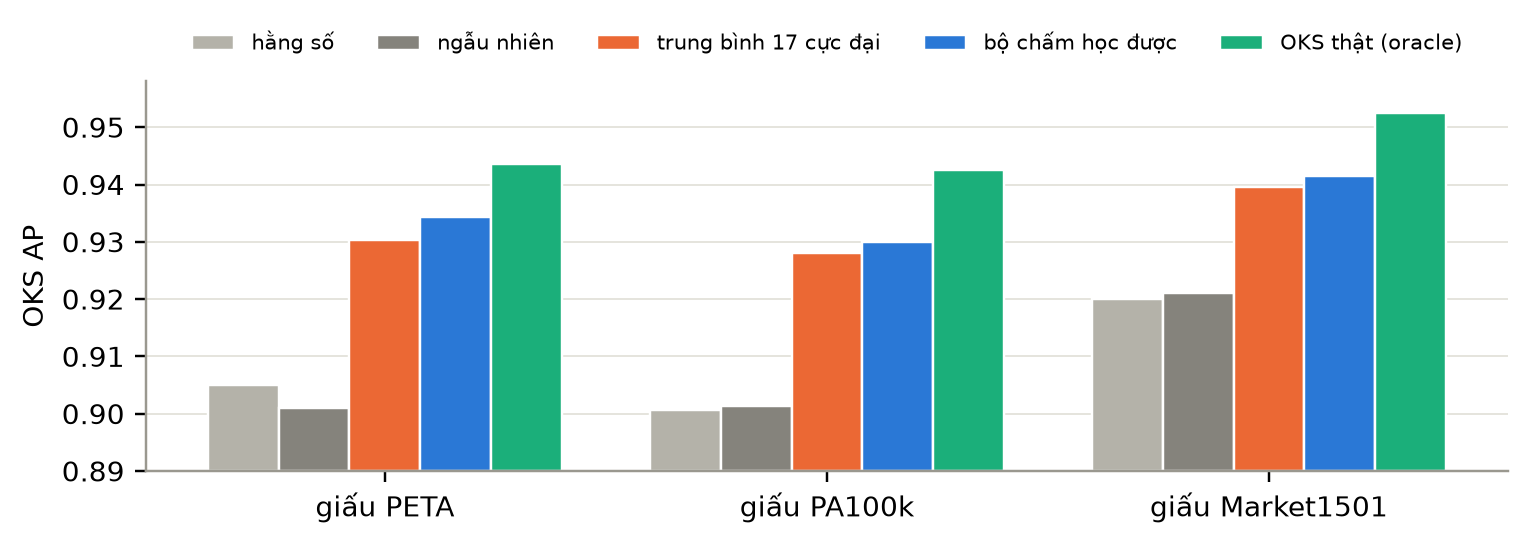 hằng số ngẫu nhiên trung bình 17 cực đại bộ chấm học được OKS thật (oracle)
OKS AP
0.95
0.94
0.93
0.92
0.91
0.90
0.89
giấu PETA giấu PA100k giấu Market1501